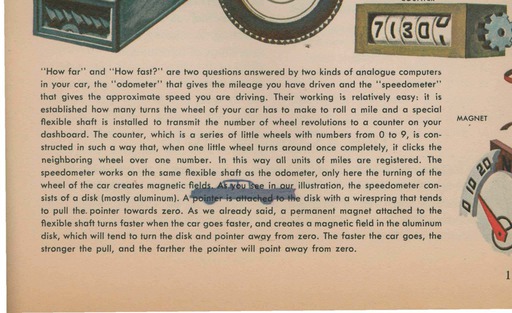 71304
"How far" and "How fast?" are two questions answered by two kinds of analogue computers
in your car, the "odometer" that gives the mileage you have driven and the "speedometer"
that gives the approximate speed you are driving. Their working is relatively easy: it is
established how many turns the wheel of your car has to make to roll a mile and a special
flexible shaft is installed to transmit the number of wheel revolutions to a counter on your
dashboard. The counter, which is a series of little wheels with numbers from 0 to 9, is con-
structed in such a way that, when one little wheel turns around once completely, it clicks the
neighboring wheel over one number. In this way all units of miles are registered. The
speedometer works on the same flexible shaft as the odometer, only here the turning of the
wheel of the car creates magnetic fields. As you see in our illustration, the speedometer con-
sists of a disk (mostly aluminum). A pointer is attached to the disk with a wirespring that tends
to pull the pointer towards zero. As we already said, a permanent magnet attached to the
flexible shaft turns faster when the car goes faster, and creates a magnetic field in the aluminum
disk, which will tend to turn the disk and pointer away from zero. The faster the car goes, the
stronger the pull, and the farther the pointer will point away from zero.
MAGNET
0 10 20
1